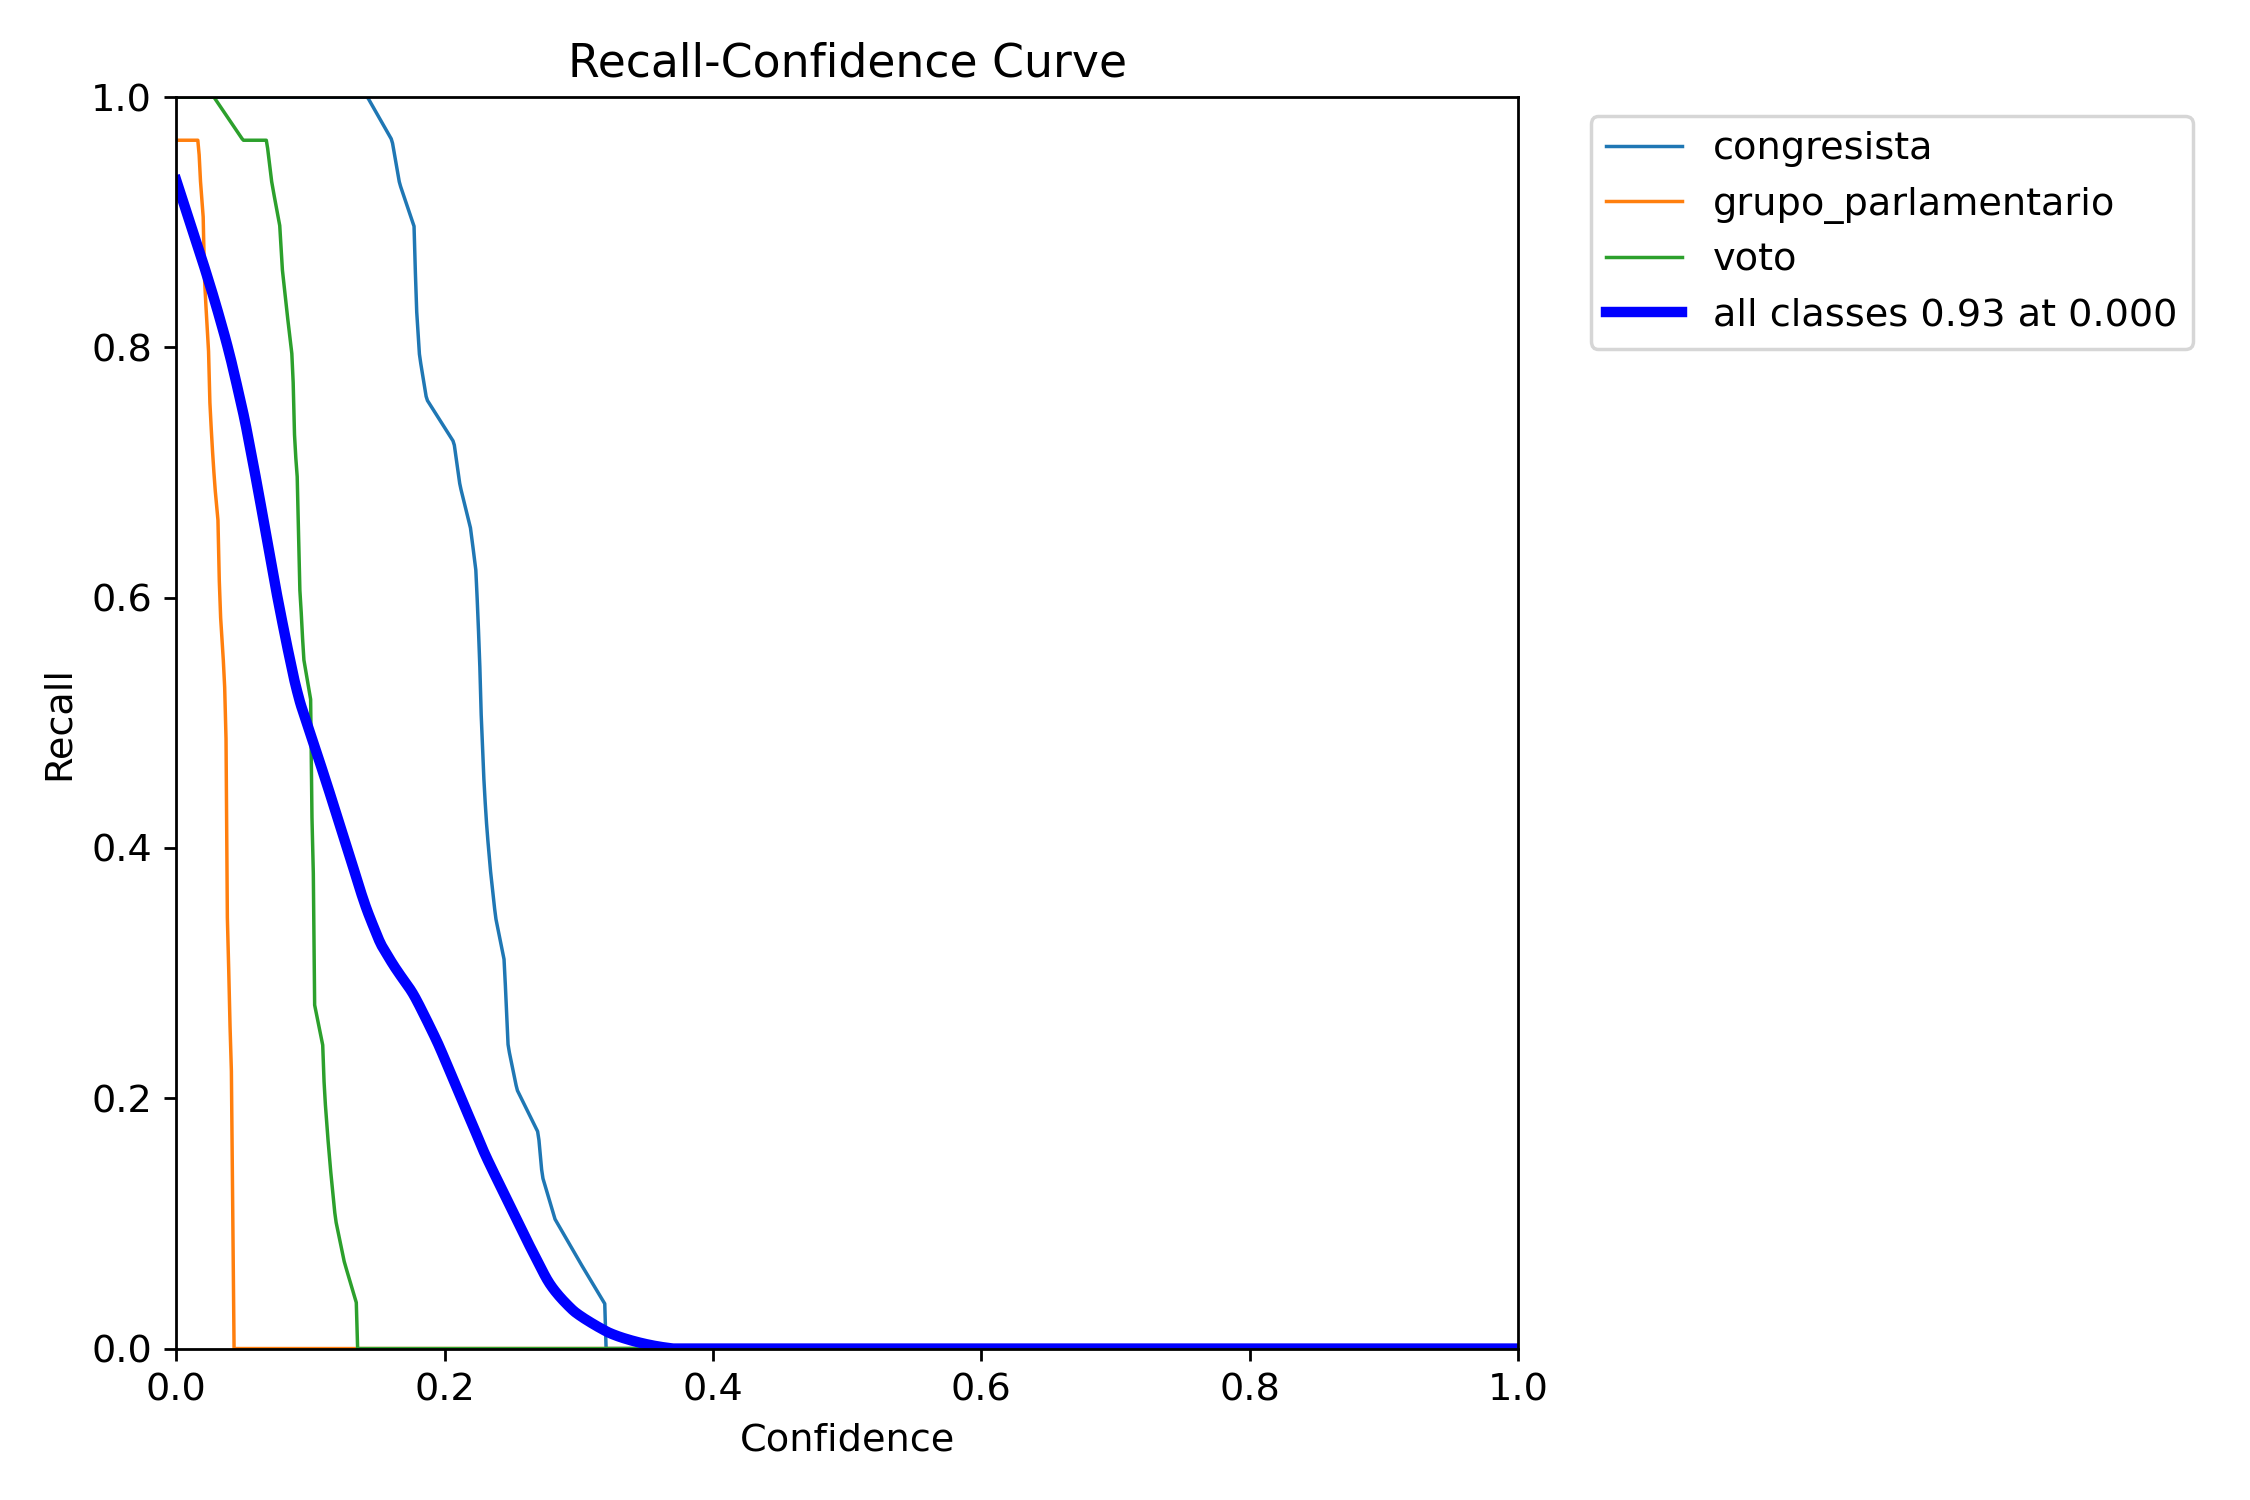 Recall-Confidence Curve
1.0
0.8
0.6
0.4
0.2
0.0
Recall
0.0 0.2 0.4 0.6 0.8 1.0
Confidence
congresista
grupo_parlamentario
voto
all classes 0.93 at 0.000